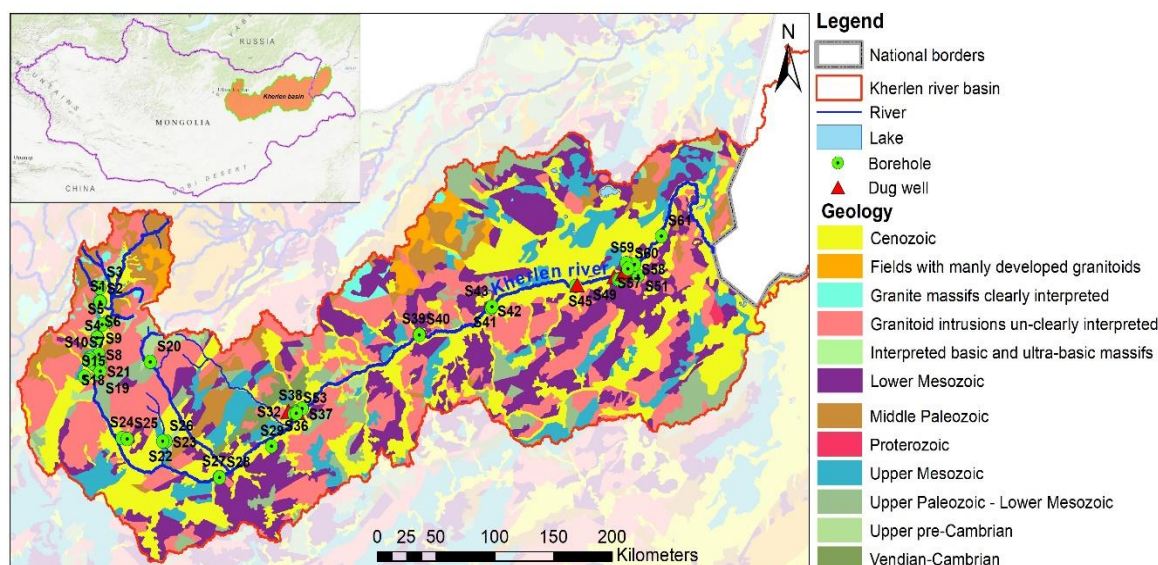 RUSSIA
MOUNTAINS
Kherlen basin
MONGOLIA
CHINA
GOBI DESERT
N
S3
S1
S2
S5
S4
S6
S9
S10
S7
S8
S15
S21
S18
S19
S20
S24
S25
S26
S23
S22
S27
S28
S29
S32
S38
S53
S37
S36
S39
S40
S43
S42
S41
Kherlen river
S45
S49
S59
S60
S58
S57
S51
S61
0 25 50 100 150 200
Kilometers
Legend
National borders
Kherlen river basin
River
Lake
Borehole
Dug well
Geology
Cenozoic
Fields with manly developed granitoids
Granite massifs clearly interpreted
Granitoid intrusions un-clearly interpreted
Interpreted basic and ultra-basic massifs
Lower Mesozoic
Middle Paleozoic
Proterozoic
Upper Mesozoic
Upper Paleozoic - Lower Mesozoic
Upper pre-Cambrian
Vendian-Cambrian